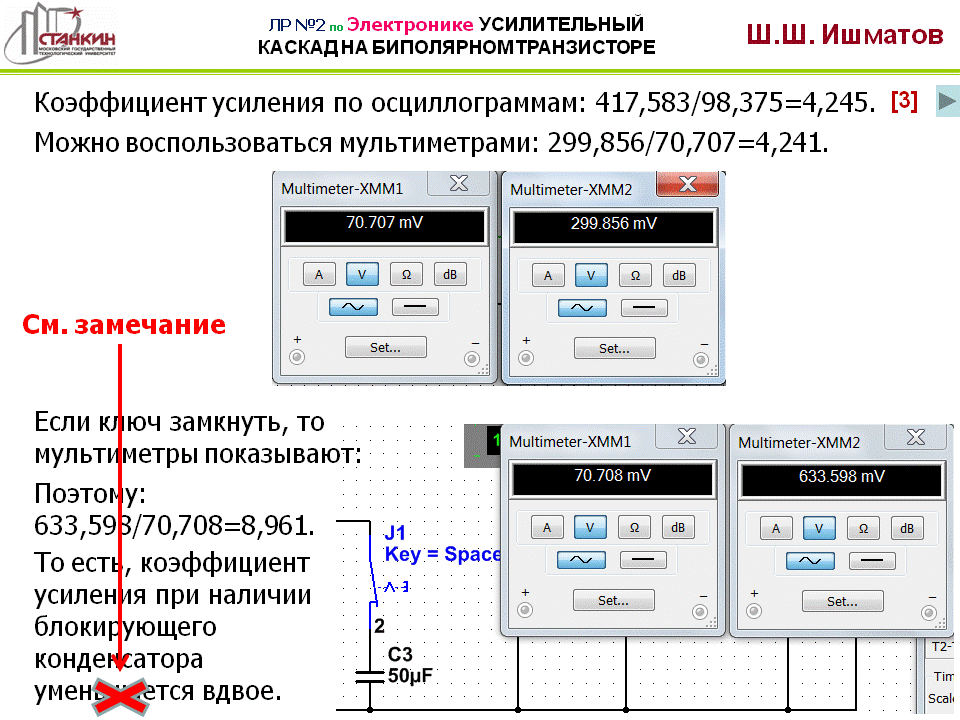 СТАНКИН
МОСКОВСКИЙ ГОСУДАРСТВЕННЫЙ
ТЕХНОЛОГИЧЕСКИЙ УНИВЕРСИТЕТ
ЛР №2 по Электронике УСИЛИТЕЛЬНЫЙ
КАСКАД НА БИПОЛЯРНОМ ТРАНЗИСТОРЕ
Ш.Ш. Ишматов
Коэффициент усиления по осциллограммам: 417,583/98,375=4,245. [3]
Можно воспользоваться мультиметрами: 299,856/70,707=4,241.
Multimeter-XMM1
70.707 mV
A V Ω dB
+ Set... –
Multimeter-XMM2
299.856 mV
A V Ω dB
+ Set... –
См. замечание
Если ключ замкнуть, то
мультиметры показывают:
Поэтому:
633,598/70,708=8,961.
То есть, коэффициент
усиления при наличии
блокирующего
конденсатора
уменьшается вдвое.
J1
Key = Space
2
C3
50µF
1
Multimeter-XMM1
70.708 mV
A V Ω dB
+ Set... –
Multimeter-XMM2
633.598 mV
A V Ω dB
+ Set... –
T2-T
Tim
Scale